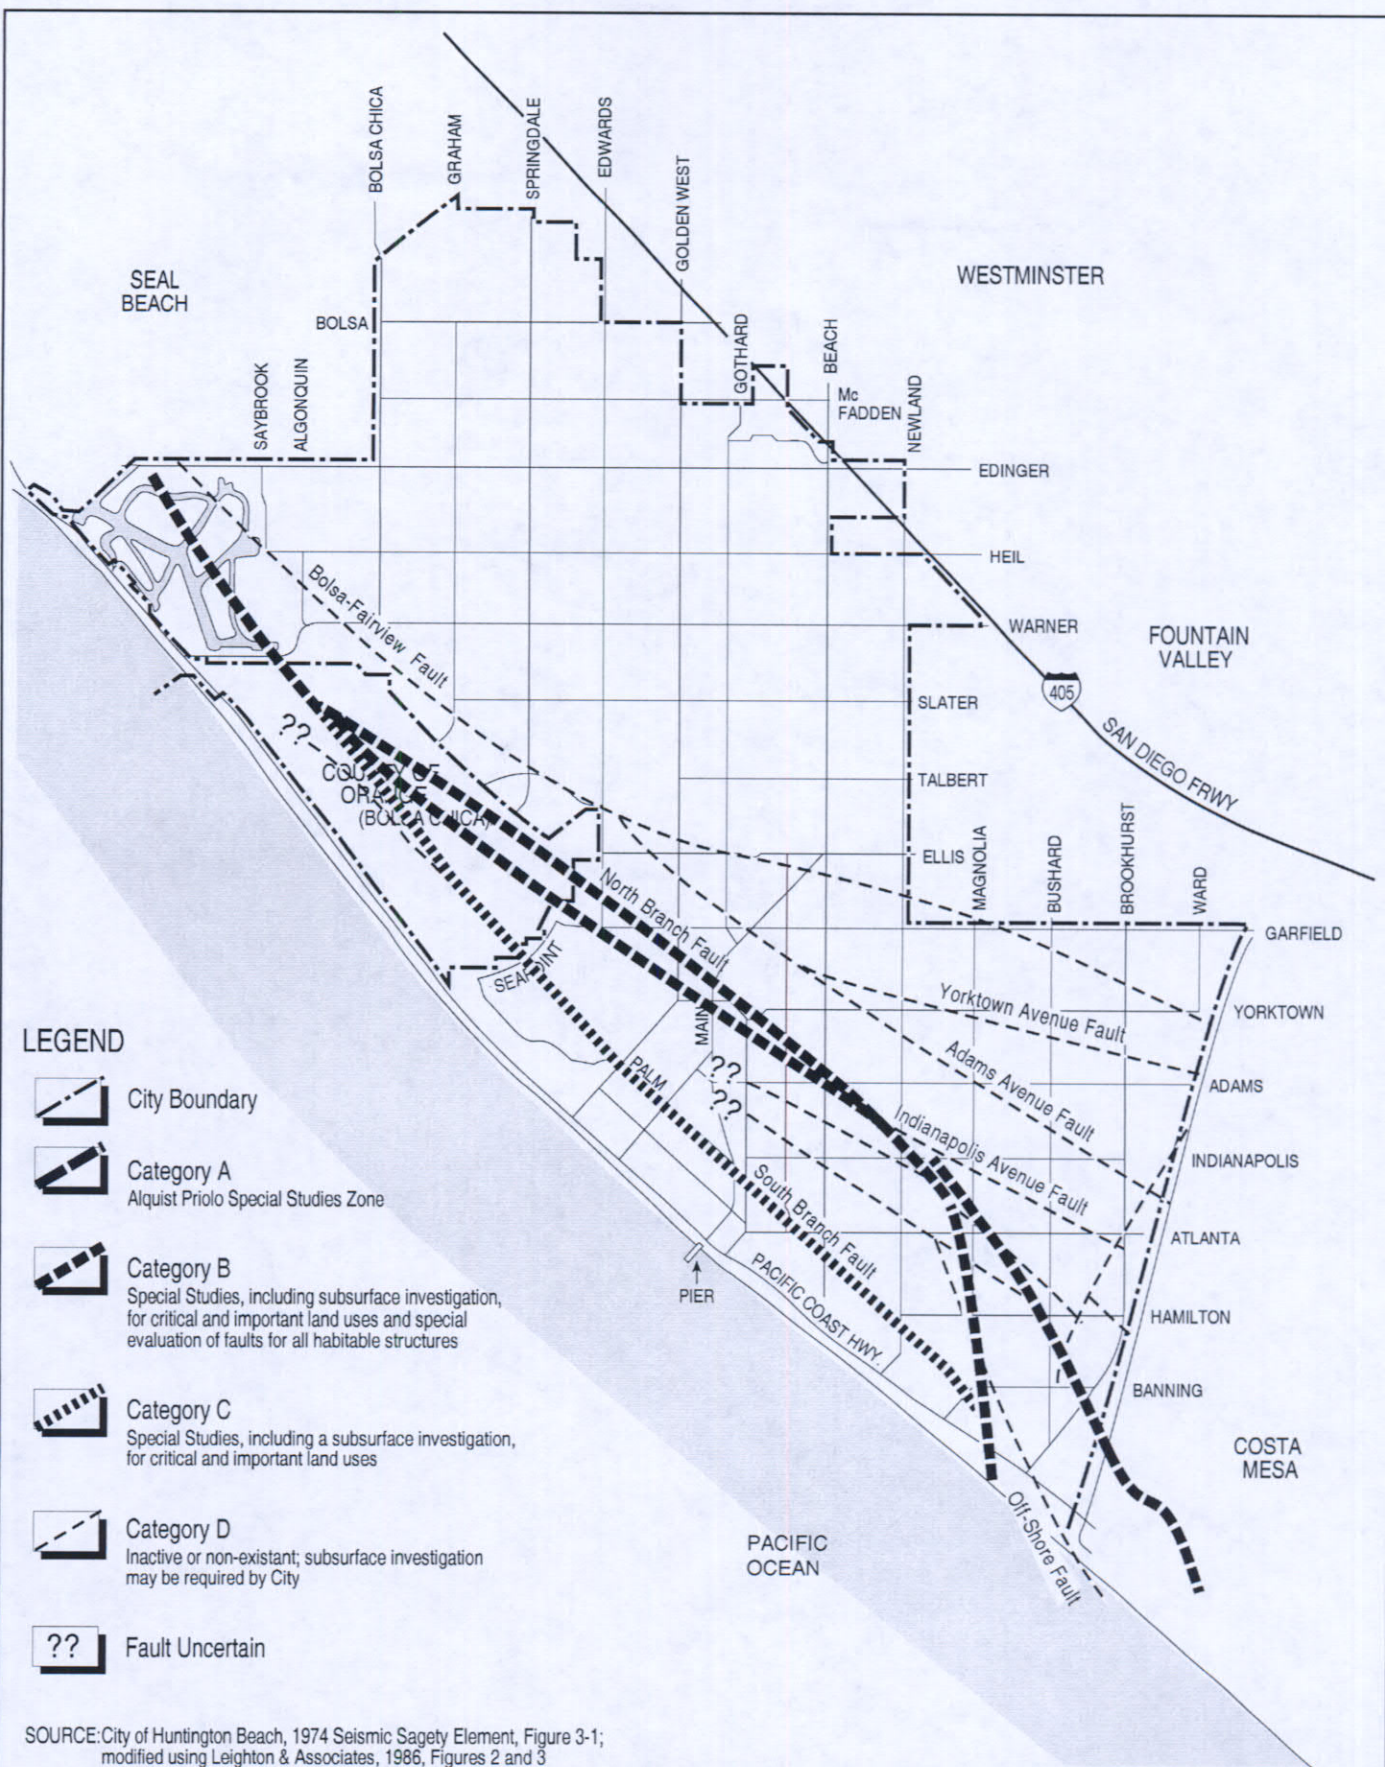 BOLSA CHICA
GRAHAM
SPRINGDALE
EDWARDS
GOLDEN WEST
SEAL
BEACH
WESTMINSTER
BOLSA
GOTHARD
BEACH
Mc
FADDEN
NEWLAND
SAYBROOK
ALGONQUIN
EDINGER
HEIL
Bolsa-Fairview Fault
WARNER
FOUNTAIN
VALLEY
405
SLATER
SAN DIEGO FRWY
??
COUNTY OF
ORANGE
(BOLSA CHICA)
TALBERT
MAGNOLIA
BUSHARD
BROOKHURST
WARD
ELLIS
North Branch Fault
GARFIELD
SEAPOINT
Yorktown Avenue Fault
YORKTOWN
MAIN
Adams Avenue Fault
PALM
??
??
ADAMS
Indianapolis Avenue Fault
INDIANAPOLIS
South Branch Fault
ATLANTA
PIER
PACIFIC COAST HWY.
HAMILTON
BANNING
COSTA
MESA
Off-Shore Fault
PACIFIC
OCEAN
LEGEND
City Boundary
Category A
Alquist Priolo Special Studies Zone
Category B
Special Studies, including subsurface investigation,
for critical and important land uses and special
evaluation of faults for all habitable structures
Category C
Special Studies, including a subsurface investigation,
for critical and important land uses
Category D
Inactive or non-existant; subsurface investigation
may be required by City
?? Fault Uncertain
SOURCE:City of Huntington Beach, 1974 Seismic Sagety Element, Figure 3-1;
modified using Leighton & Associates, 1986, Figures 2 and 3